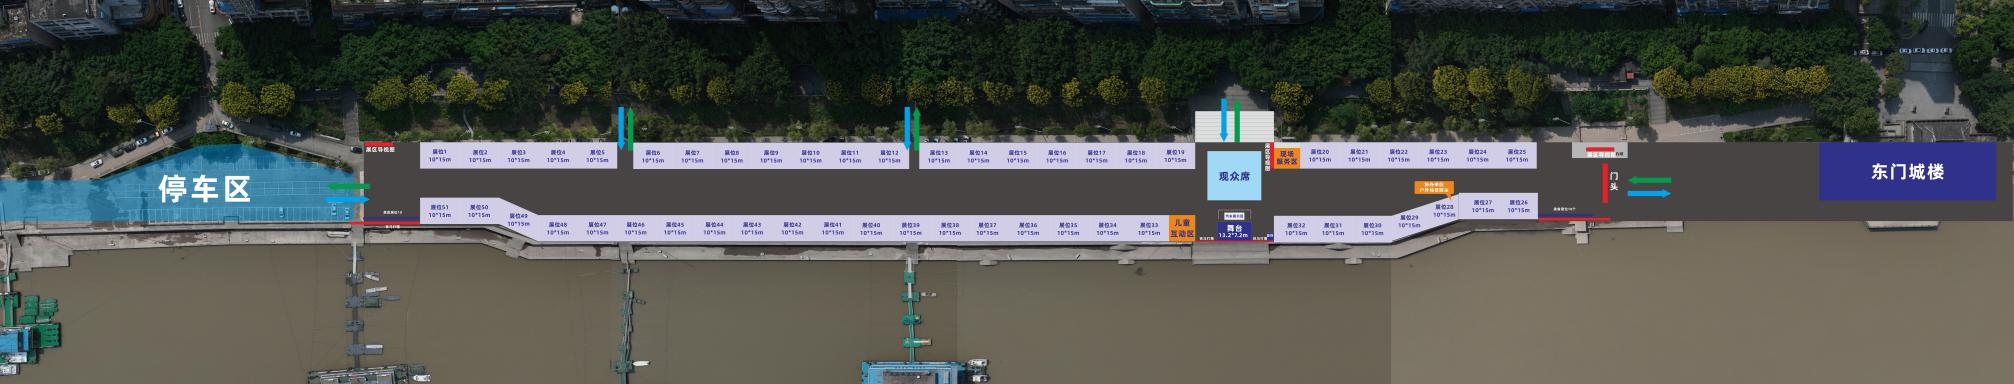 停车区
展区导视图
展位1
10*15m
展位2
10*15m
展位3
10*15m
展位4
10*15m
展位5
10*15m
展位6
10*15m
展位7
10*15m
展位8
10*15m
展位9
10*15m
展位10
10*15m
展位11
10*15m
展位12
10*15m
展位13
10*15m
展位14
10*15m
展位15
10*15m
展位16
10*15m
展位17
10*15m
展位18
10*15m
展位19
10*15m
观众席
展区导视图
现场
服务区
展位20
10*15m
展位21
10*15m
展位22
10*15m
展位23
10*15m
展位24
10*15m
展位25
10*15m
门头
东门城楼
展位51
10*15m
展位50
10*15m
展位49
10*15m
展位48
10*15m
展位47
10*15m
展位46
10*15m
展位45
10*15m
展位44
10*15m
展位43
10*15m
展位42
10*15m
展位41
10*15m
展位40
10*15m
展位39
10*15m
展位38
10*15m
展位37
10*15m
展位36
10*15m
展位35
10*15m
展位34
10*15m
展位33
10*15m
儿童
互动区
汽车展示区
舞台
13.2*7.2m
展位32
10*15m
展位31
10*15m
展位30
10*15m
展位29
10*15m
展位28
10*15m
展位27
10*15m
展位26
10*15m